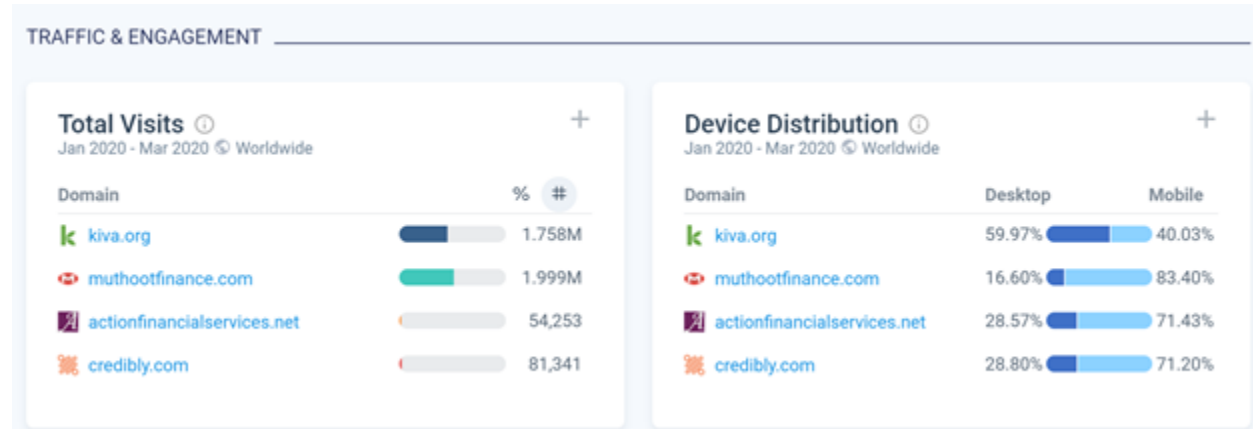 TRAFFIC & ENGAGEMENT
Total Visits
Jan 2020 - Mar 2020 Worldwide
Domain % #
kiva.org 1.758M
muthootfinance.com 1.999M
actionfinancialservices.net 54,253
credibly.com 81,341
Device Distribution
Jan 2020 - Mar 2020 Worldwide
Domain Desktop Mobile
kiva.org 59.97% 40.03%
muthootfinance.com 16.60% 83.40%
actionfinancialservices.net 28.57% 71.43%
credibly.com 28.80% 71.20%